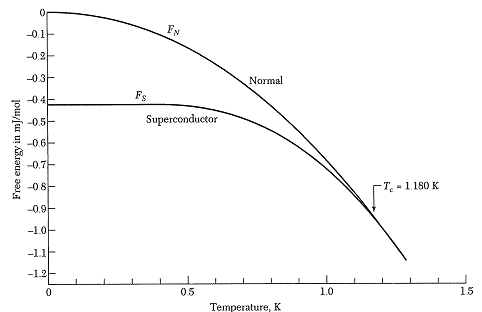 Free energy in mJ/mol
0
–0.1
–0.2
–0.3
–0.4
–0.5
–0.6
–0.7
–0.8
–0.9
–1.0
–1.1
–1.2
F_N
Normal
F_S
Superconductor
T_c = 1.180 K
0
0.5
1.0
1.5
Temperature, K